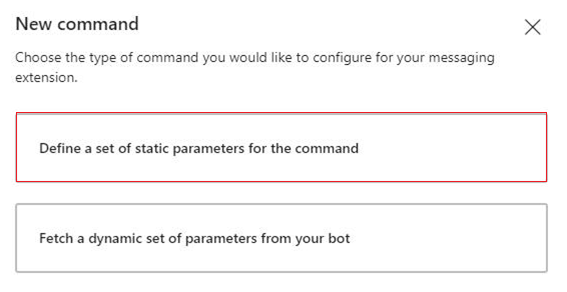 New command
Choose the type of command you would like to configure for your messaging
extension.
Define a set of static parameters for the command
Fetch a dynamic set of parameters from your bot